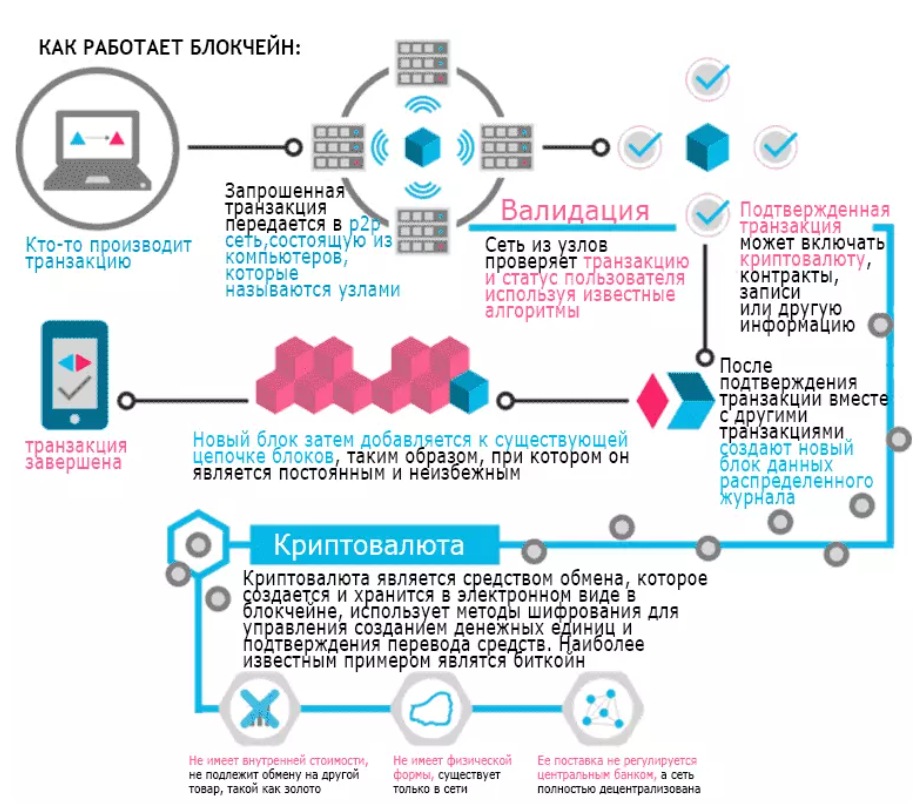 КАК РАБОТАЕТ БЛОКЧЕЙН:
Кто-то производит
транзакцию
Запрошенная
транзакция
передается в p2p
сеть,состоящую из
компьютеров,
которые
называются узлами
Валидация
Сеть из узлов
проверяет транзакцию
и статус пользователя
используя известные
алгоритмы
Подтвержденная
транзакция
может включать
криптовалюту,
контракты,
записи
или другую
информацию
После
подтверждения
транзакции вместе
с другими
транзакциями
создают новый
блок данных
распределенного
журнала
Новый блок затем добавляется к существующей
цепочке блоков, таким образом, при котором он
является постоянным и неизбежным
транзакция
завершена
Криптовалюта
Криптовалюта является средством обмена, которое
создается и хранится в электронном виде в
блокчейне, использует методы шифрования для
управления созданием денежных единиц и
подтверждения перевода средств. Наиболее
известным примером являтся биткойн
Не имеет внутренней стоимости,
не подлежит обмену на другой
товар, такой как золото
Не имеет физической
формы, существует
только в сети
Ее поставка не регулируется
центральным банком, а сеть
полностью децентрализована